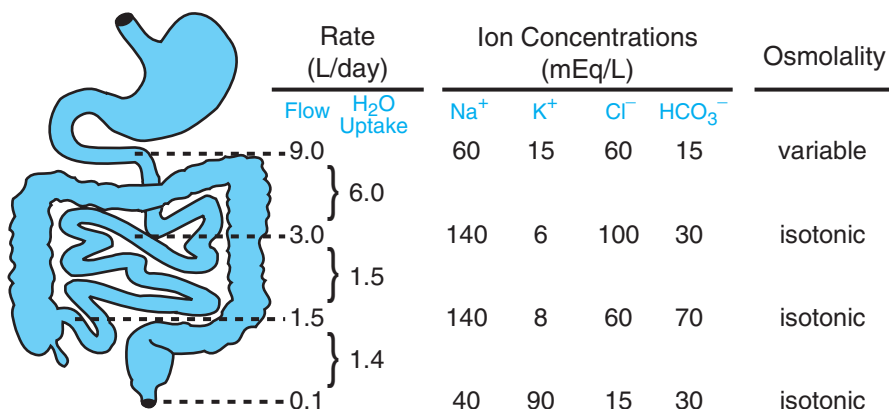 Rate Ion Concentrations Osmolality
(L/day) (mEq/L)
Flow H₂O Uptake Na⁺ K⁺ Cl⁻ HCO₃⁻
9.0 60 15 60 15 variable
6.0
3.0 140 6 100 30 isotonic
1.5
1.5 140 8 60 70 isotonic
1.4
0.1 40 90 15 30 isotonic